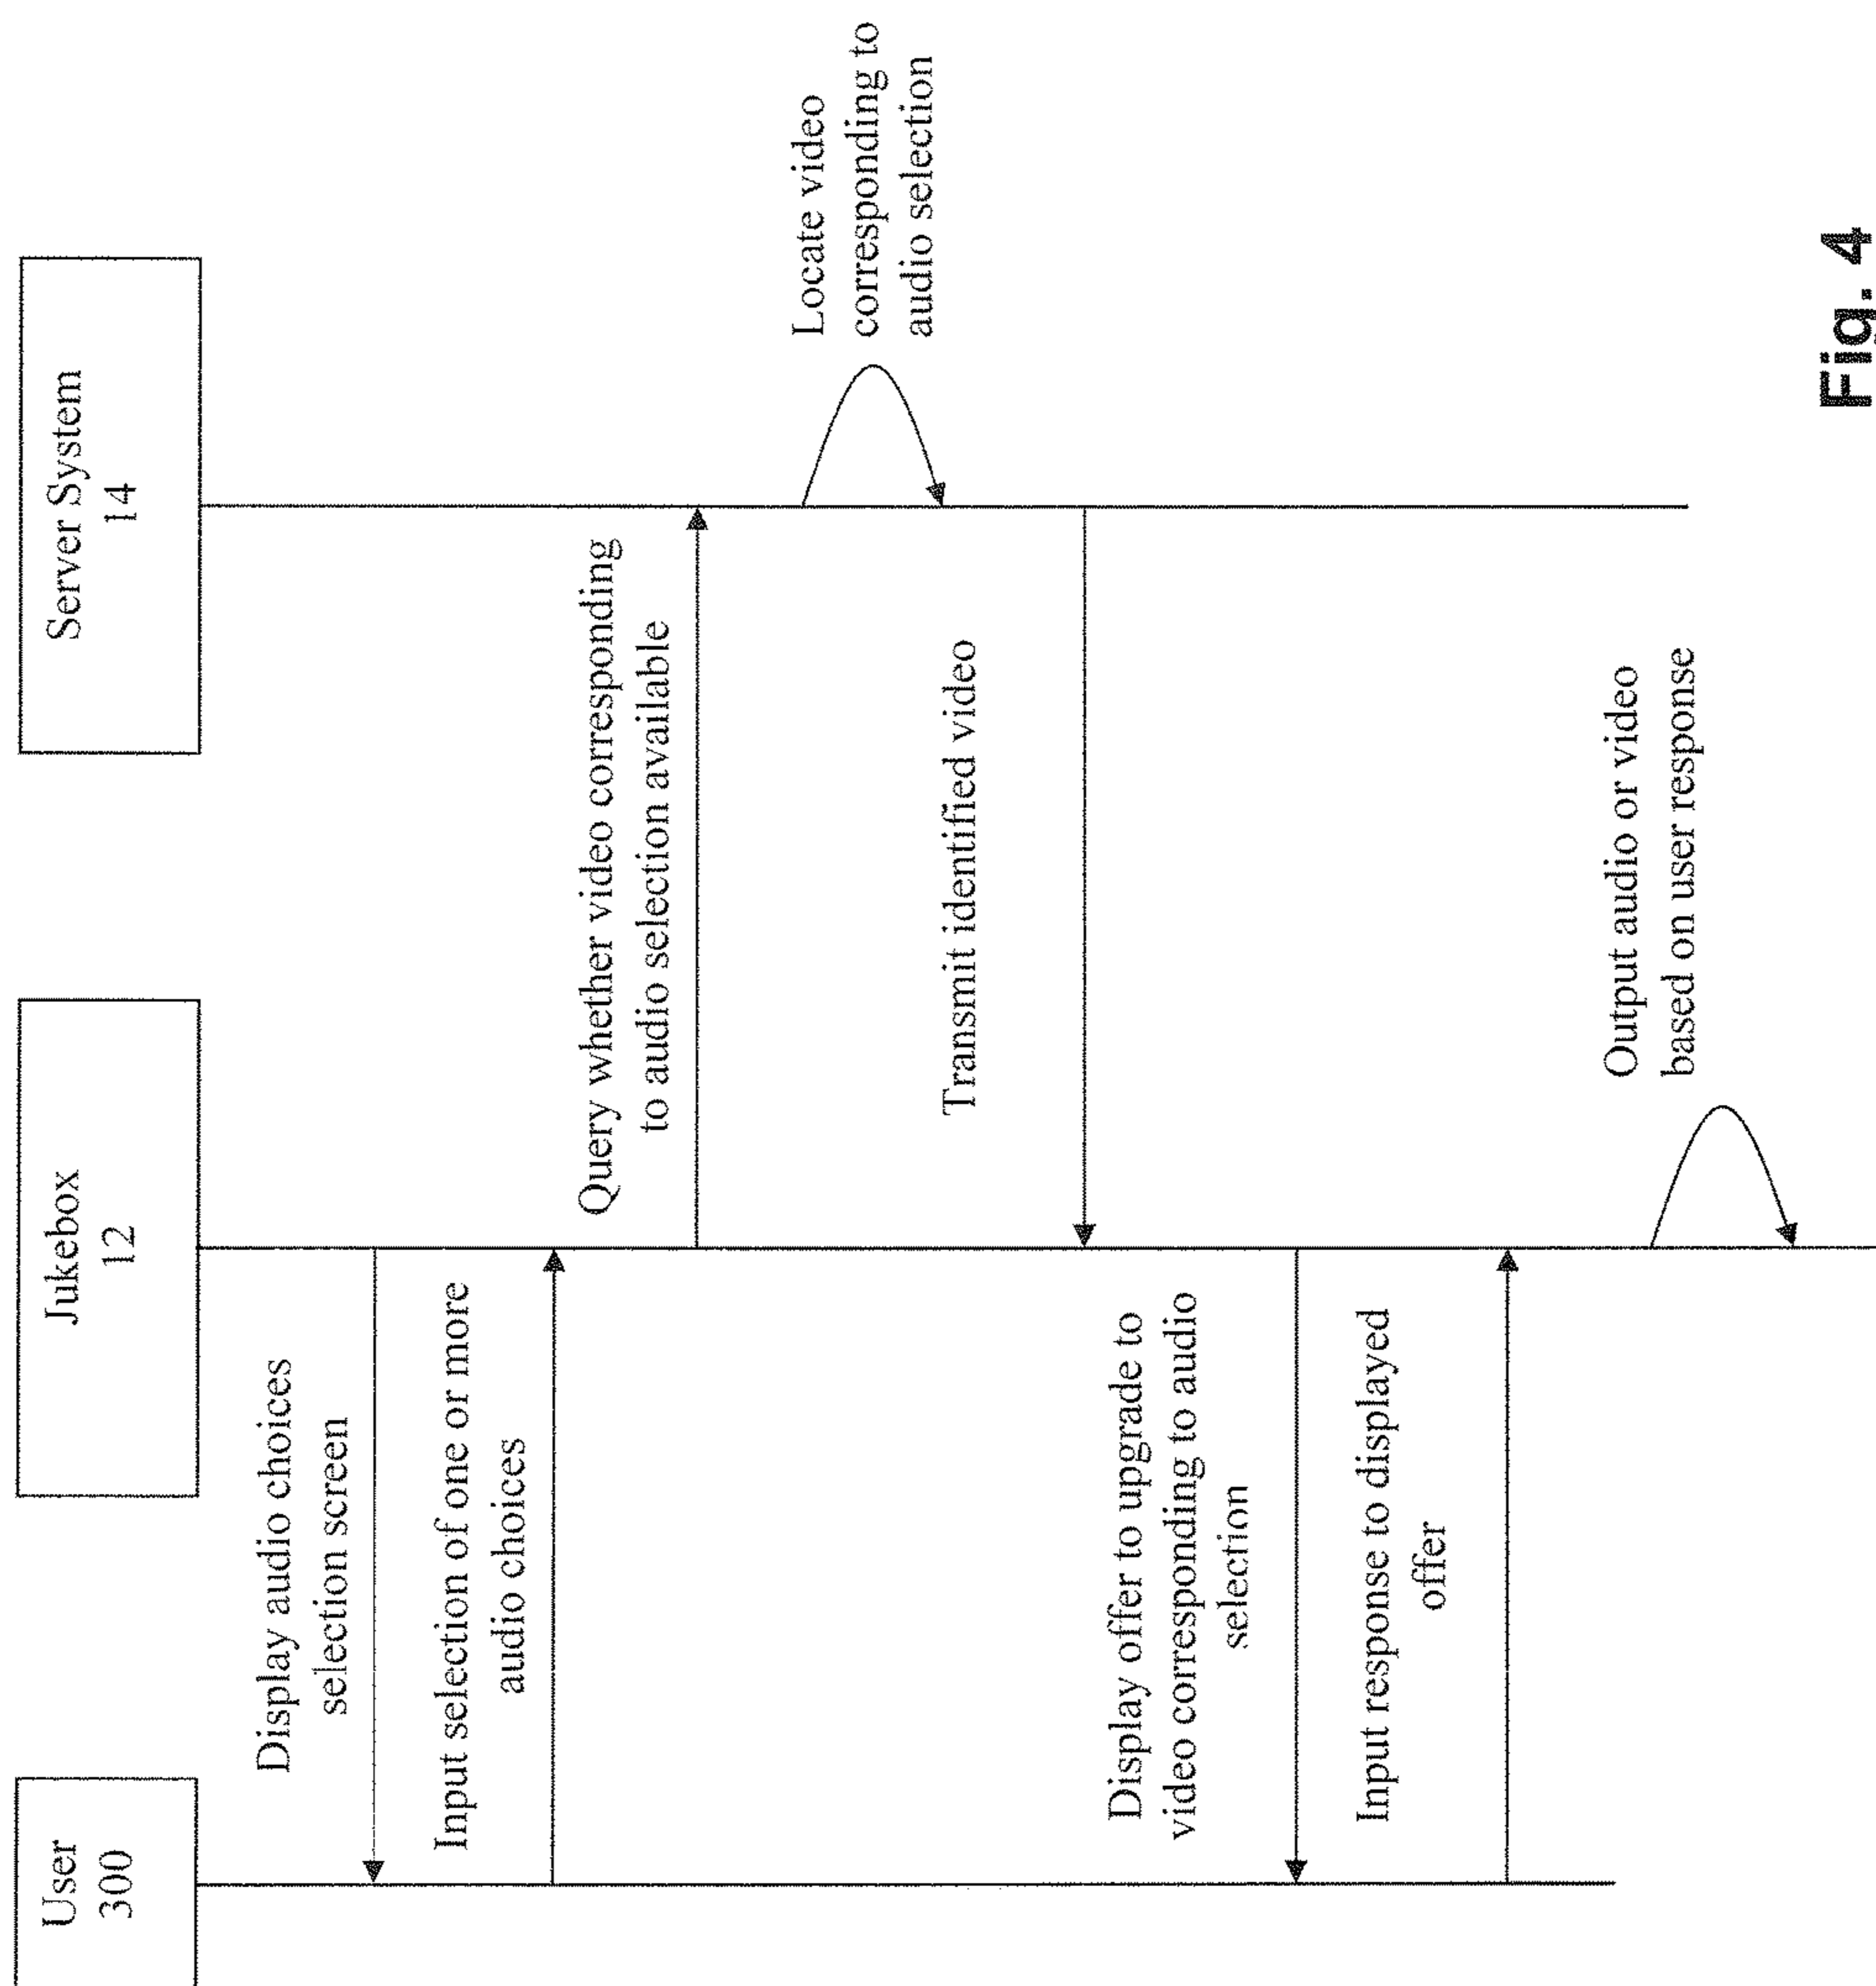 User
300
Jukebox
12
Server System
14
Display audio choices
selection screen
Input selection of one or more
audio choices
Query whether video corresponding
to audio selection available
Locate video
corresponding to
audio selection
Transmit identified video
Display offer to upgrade to
video corresponding to audio
selection
Input response to displayed
offer
Output audio or video
based on user response
Fig. 4